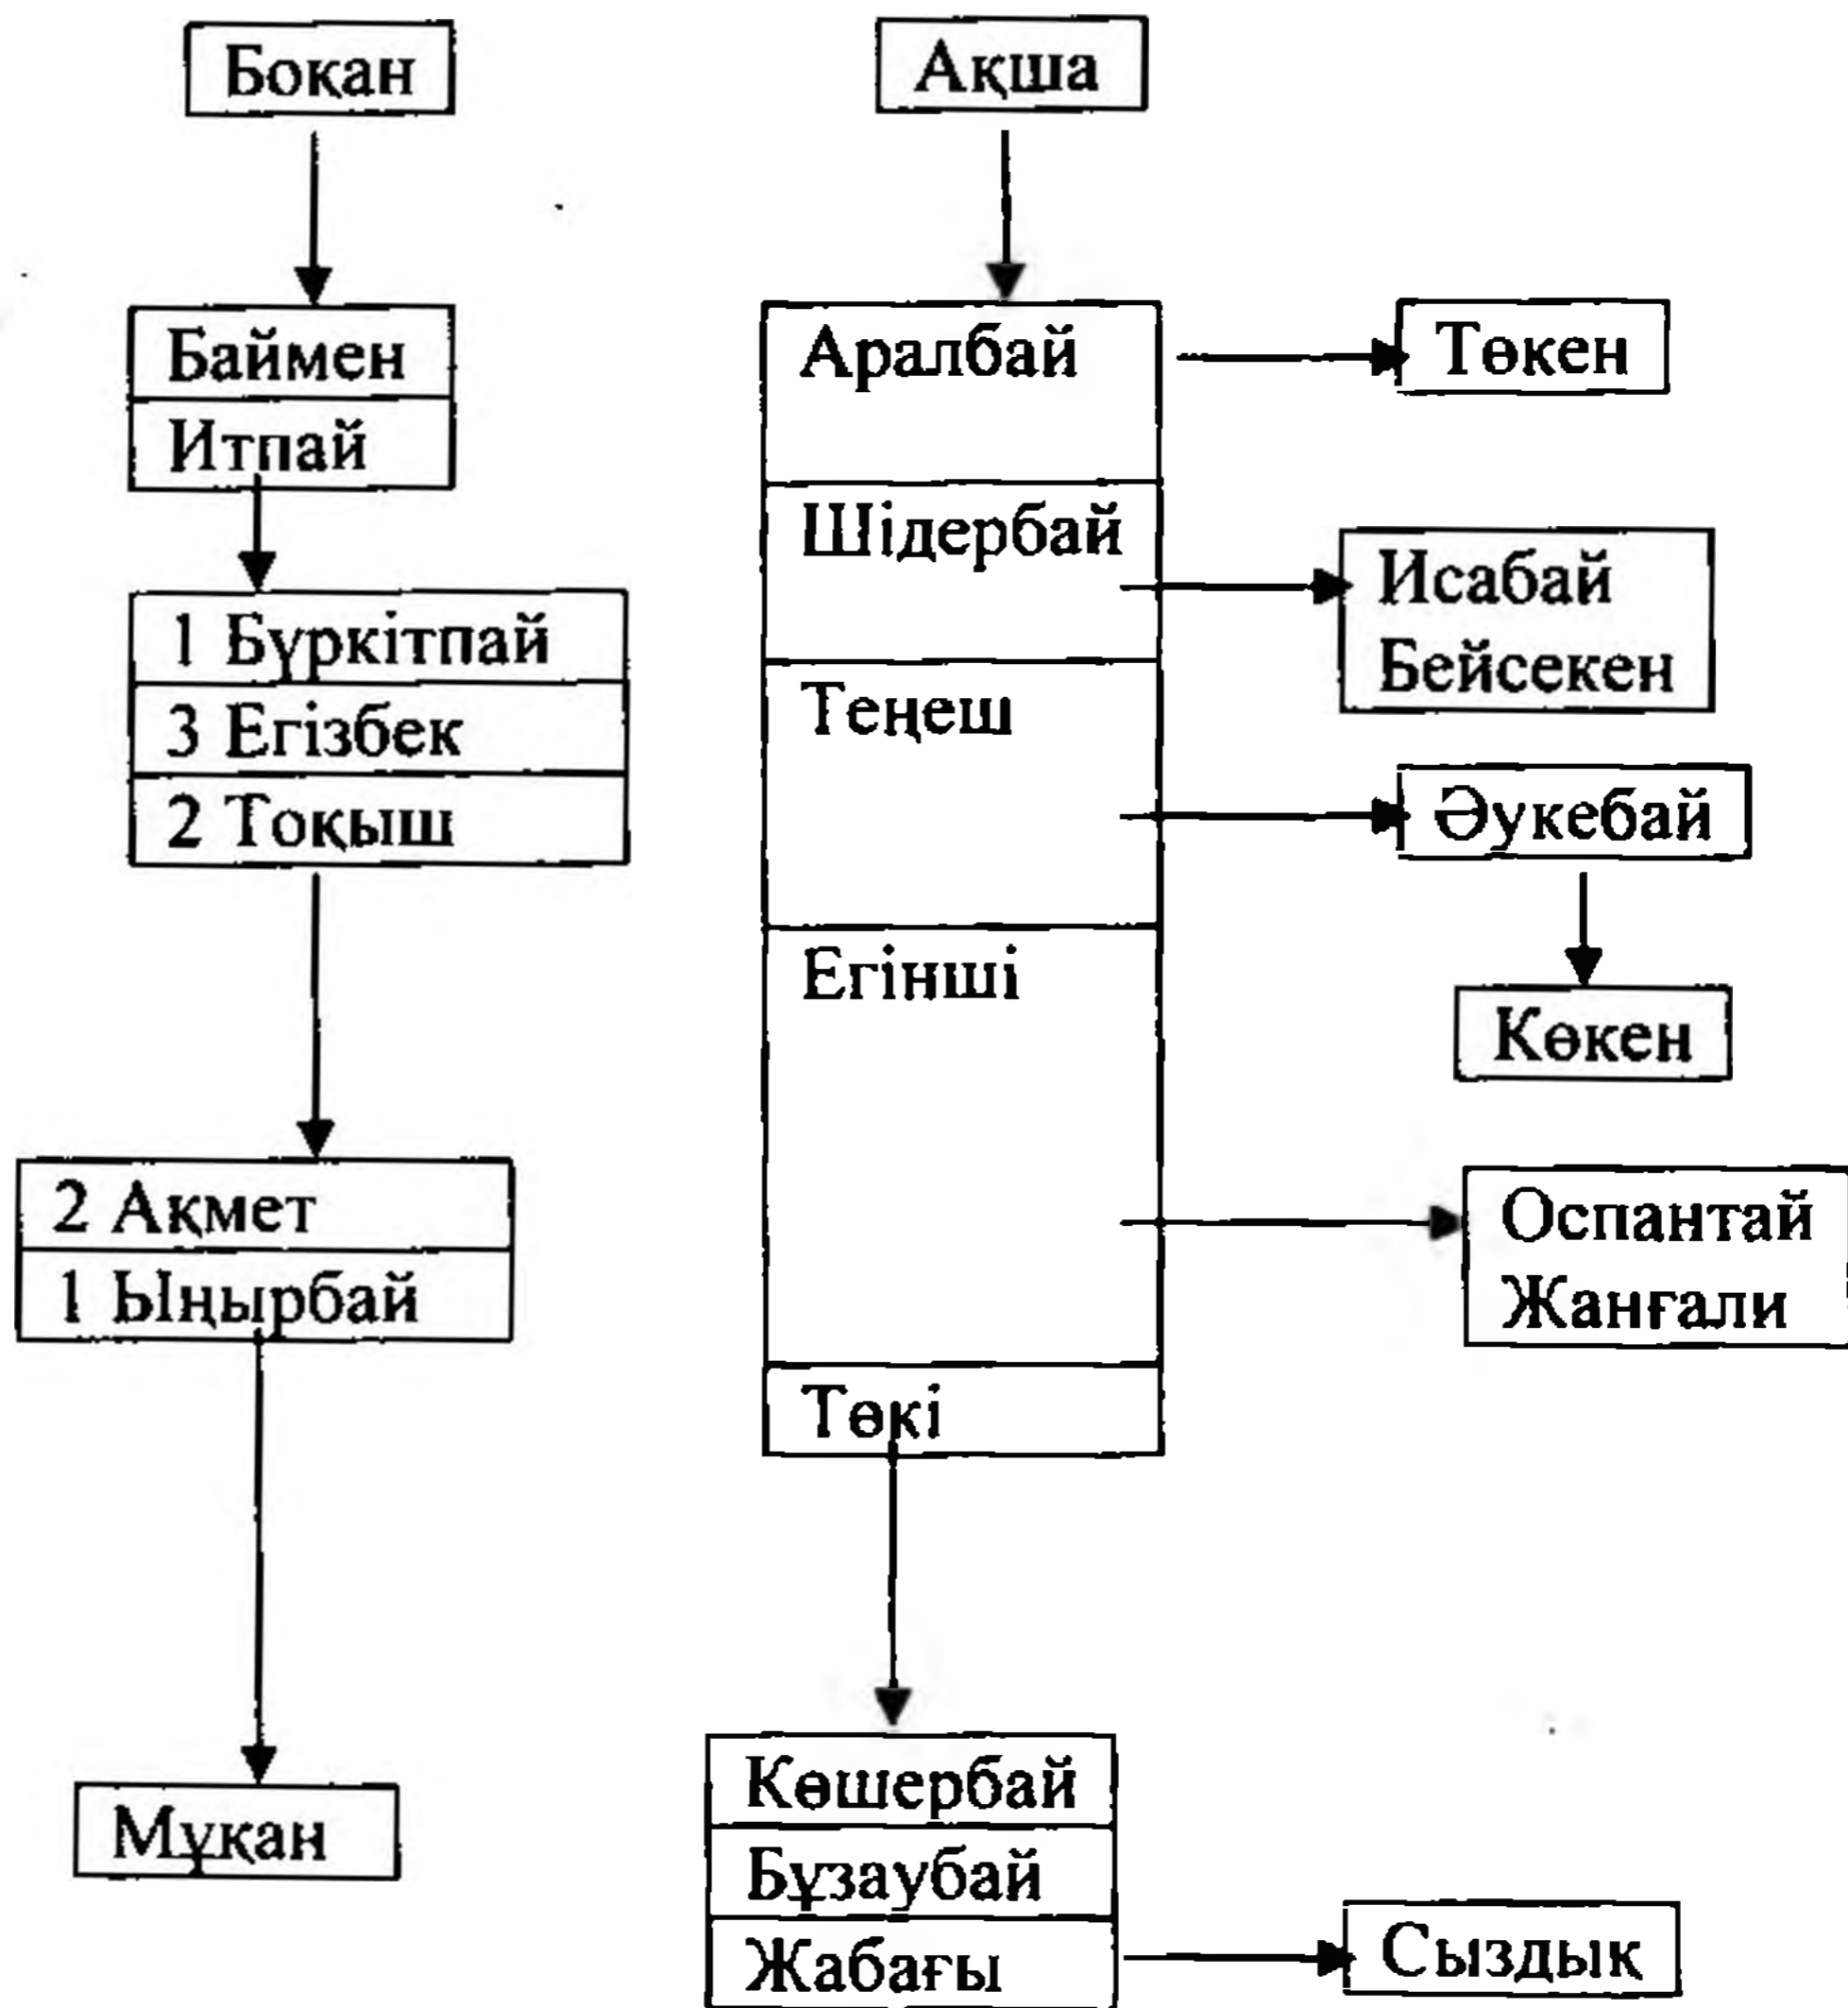 Боқан
Баймен
Итпай
1 Бүркітпай
3 Егізбек
2 Тоқыш
2 Ақмет
1 Ыңырбай
Мұқан
Ақша
Аралбай
Шідербай
Теңеш
Егінші
Төкі
Төкен
Исабай
Бейсекен
Әукебай
Көкен
Оспантай
Жанғали
Көшербай
Бұзаубай
Жабағы
Сыздық